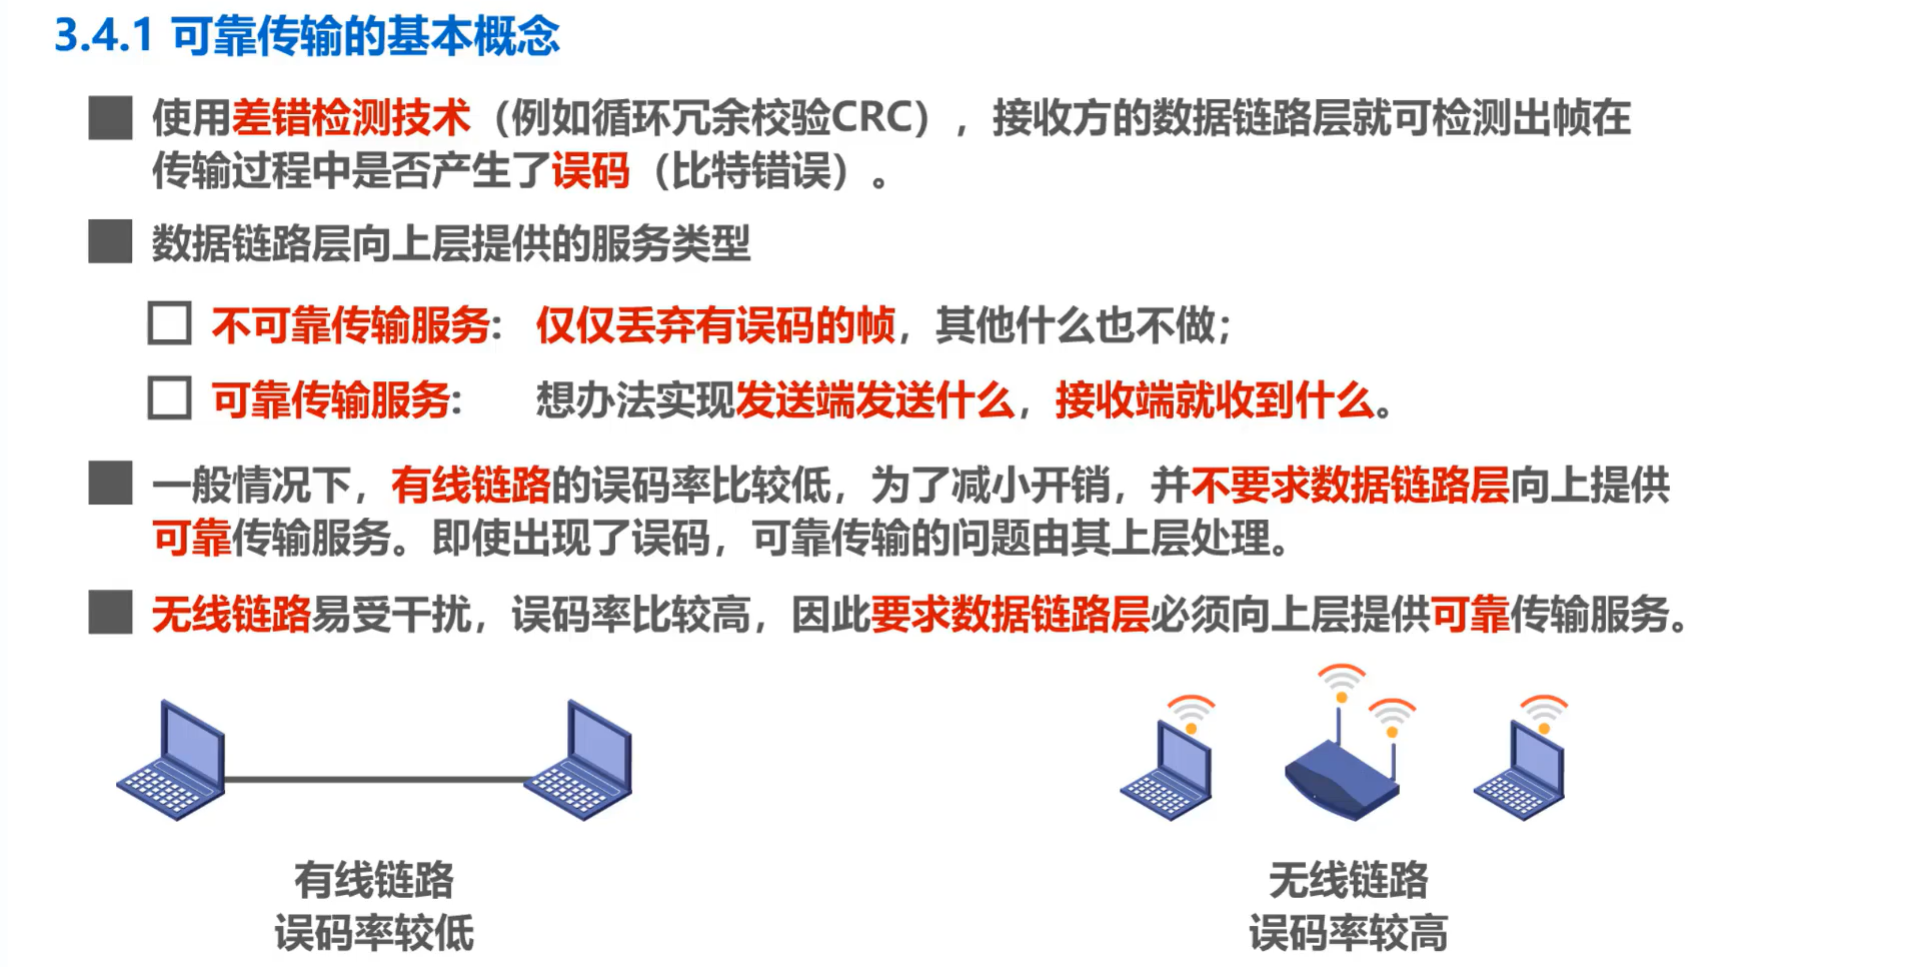 3.4.1 可靠传输的基本概念
使用差错检测技术（例如循环冗余校验CRC），接收方的数据链路层就可检测出帧在
传输过程中是否产生了误码（比特错误）。
数据链路层向上层提供的服务类型
不可靠传输服务： 仅仅丢弃有误码的帧，其他什么也不做；
可靠传输服务： 想办法实现发送端发送什么，接收端就收到什么。
一般情况下，有线链路的误码率比较低，为了减小开销，并不要求数据链路层向上提供
可靠传输服务。即使出现了误码，可靠传输的问题由其上层处理。
无线链路易受干扰，误码率比较高，因此要求数据链路层必须向上层提供可靠传输服务。
有线链路
误码率较低
无线链路
误码率较高